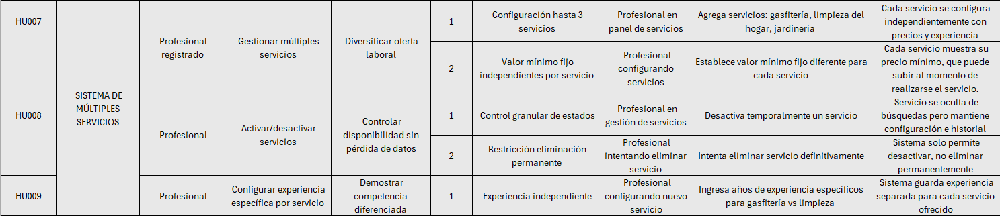 HU007
SISTEMA DE
MÚLTIPLES
SERVICIOS
Profesional
registrado
Gestionar múltiples
servicios
Diversificar oferta
laboral
1
Configuración hasta 3
servicios
Profesional en
panel de servicios
Agrega servicios: gasfitería, limpieza del
hogar, jardinería
Cada servicio se configura
independientemente con
precios y experiencia
2
Valor mínimo fijo
independientes por servicio
Profesional
configurando
servicios
Establece valor mínimo fijo diferente para
cada servicio
Cada servicio muestra su
precio mínimo, que puede
subir al momento de
realizarse el servicio.
HU008
Profesional
Activar/desactivar
servicios
Controlar
disponibilidad sin
pérdida de datos
1
Control granular de estados
Profesional en
gestión de servicios
Desactiva temporalmente un servicio
Servicio se oculta de
búsquedas pero mantiene
configuración e historial
2
Restricción eliminación
permanente
Profesional
intentando eliminar
servicio
Intenta eliminar servicio definitivamente
Sistema solo permite
desactivar, no eliminar
permanentemente
HU009
Profesional
Configurar experiencia
específica por servicio
Demostrar
competencia
diferenciada
1
Experiencia independiente
Profesional
configurando nuevo
servicio
Ingresa años de experiencia específicos
para gasfitería vs limpieza
Sistema guarda experiencia
separada para cada servicio
ofrecido